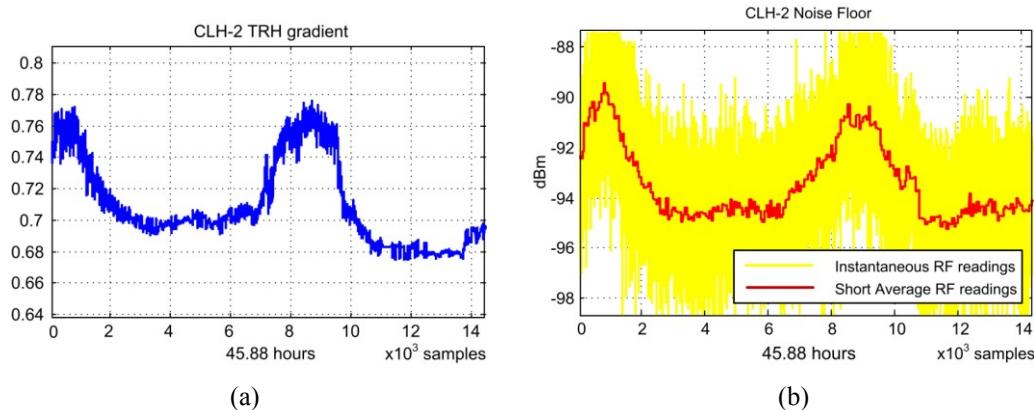 CLH-2 TRH gradient
0.8
0.78
0.76
0.74
0.72
0.7
0.68
0.66
0.64
0 2 4 6 8 10 12 14
45.88 hours x10³ samples
(a)
CLH-2 Noise Floor
-88
-90
-92
dBm
-94
-96
-98
Instantaneous RF readings
Short Average RF readings
0 2 4 6 8 10 12 14
45.88 hours x10³ samples
(b)